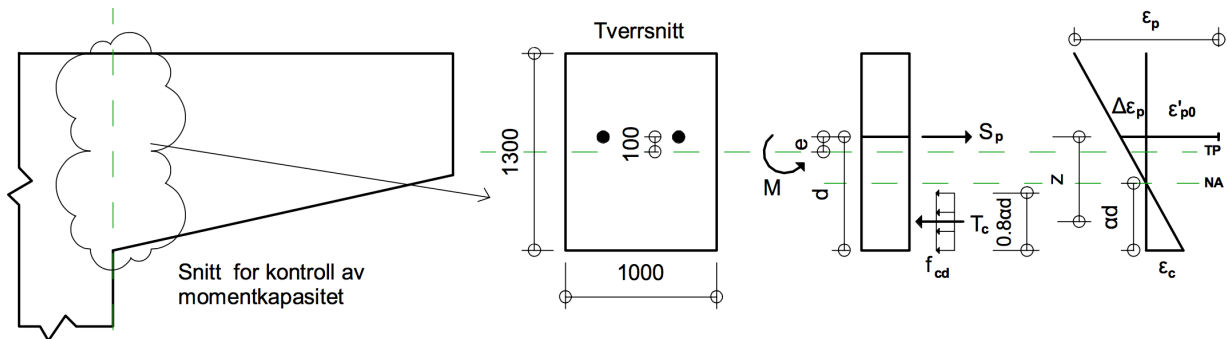 Snitt for kontroll av
momentkapasitet
Tverrsnitt
1300
100
1000
M
e
d
S_p
T_c
f_cd
0.8αd
ε_p
Δε_p
ε'_p0
TP
NA
z
αd
ε_c